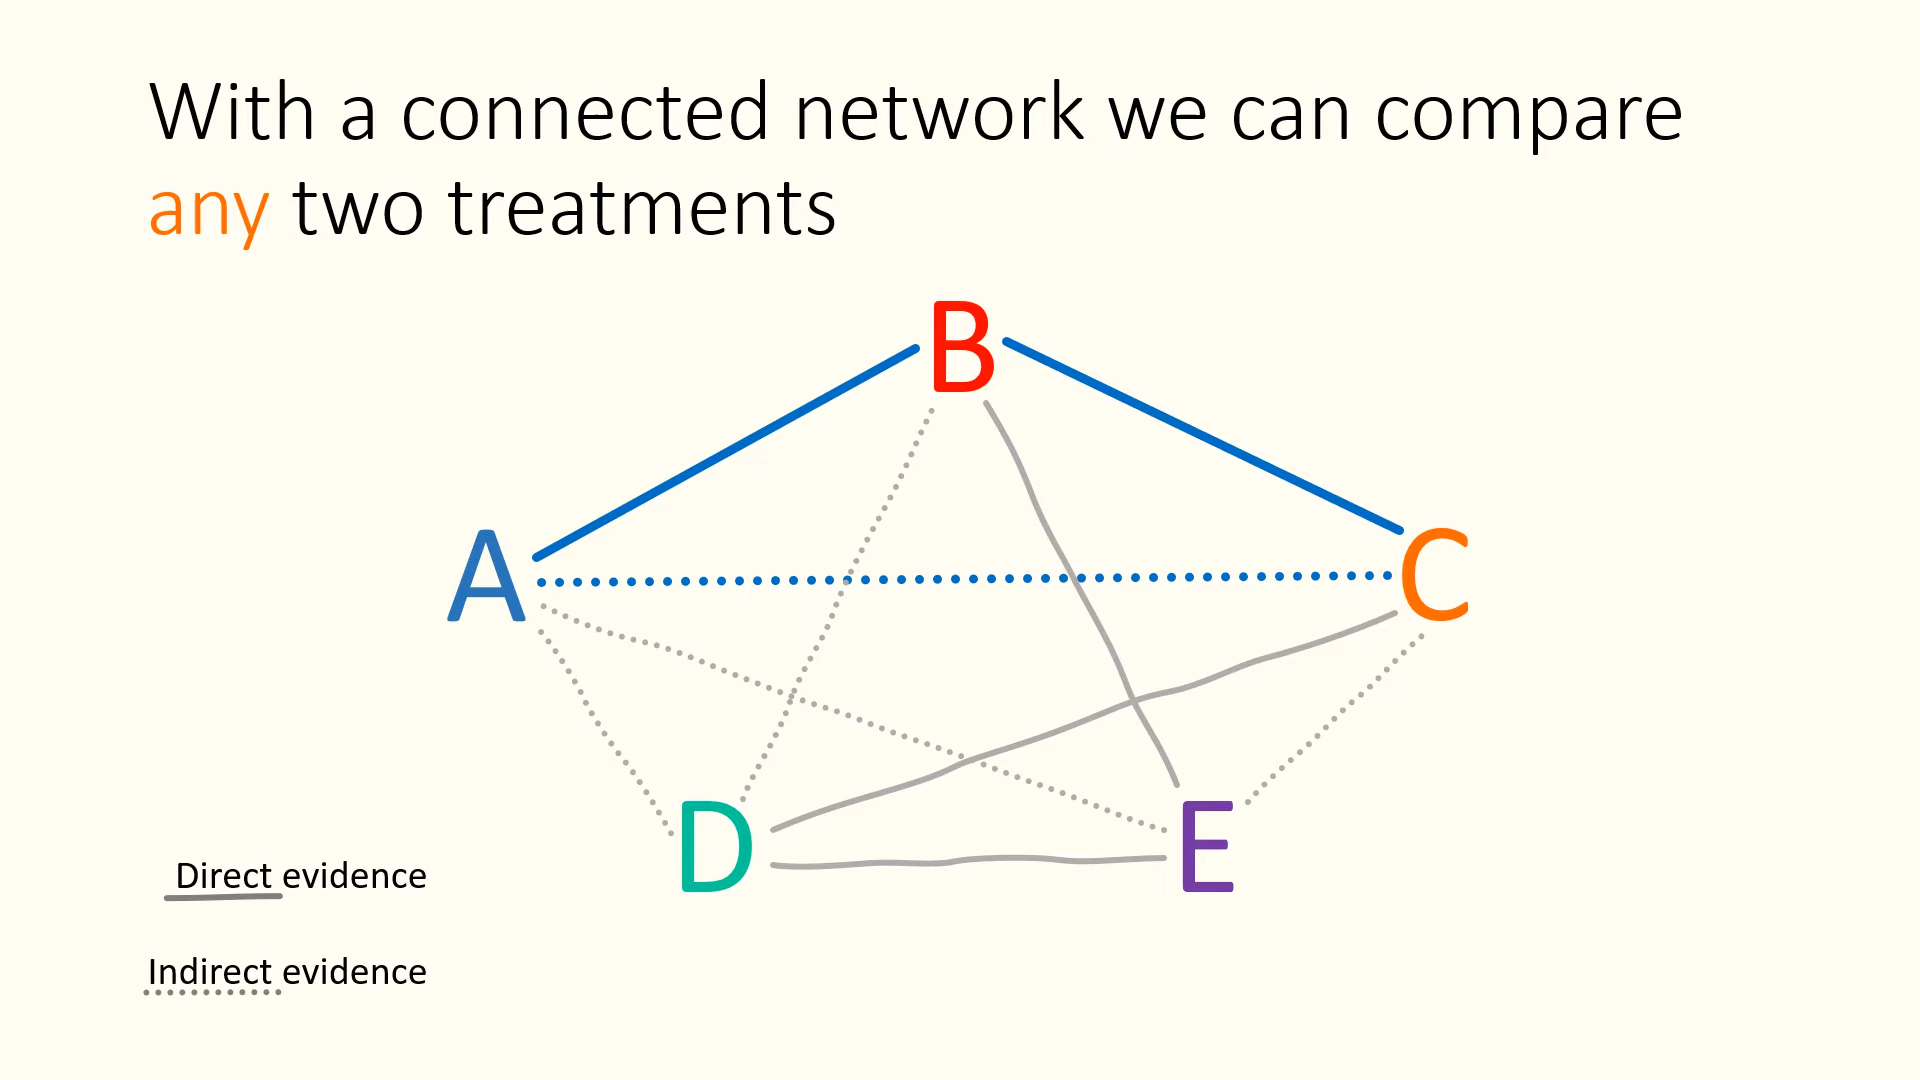 With a connected network we can compare
any two treatments
B
A
C
D
E
Direct evidence
Indirect evidence